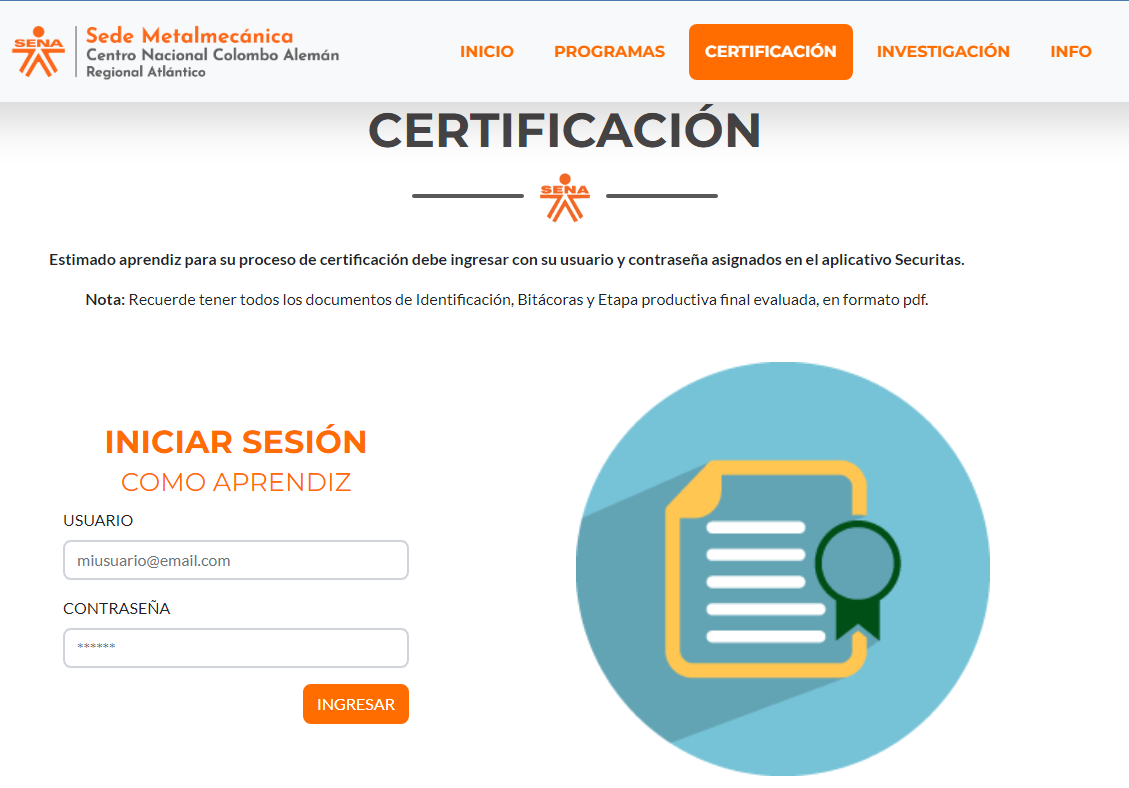 SENA
Sede Metalmecánica
Centro Nacional Colombo Alemán
Regional Atlántico
INICIO PROGRAMAS CERTIFICACIÓN INVESTIGACIÓN INFO
CERTIFICACIÓN
SENA
Estimado aprendiz para su proceso de certificación debe ingresar con su usuario y contraseña asignados en el aplicativo Securitas.
Nota: Recuerde tener todos los documentos de Identificación, Bitácoras y Etapa productiva final evaluada, en formato pdf.
INICIAR SESIÓN
COMO APRENDIZ
USUARIO
miusuario@email.com
CONTRASEÑA
******
INGRESAR